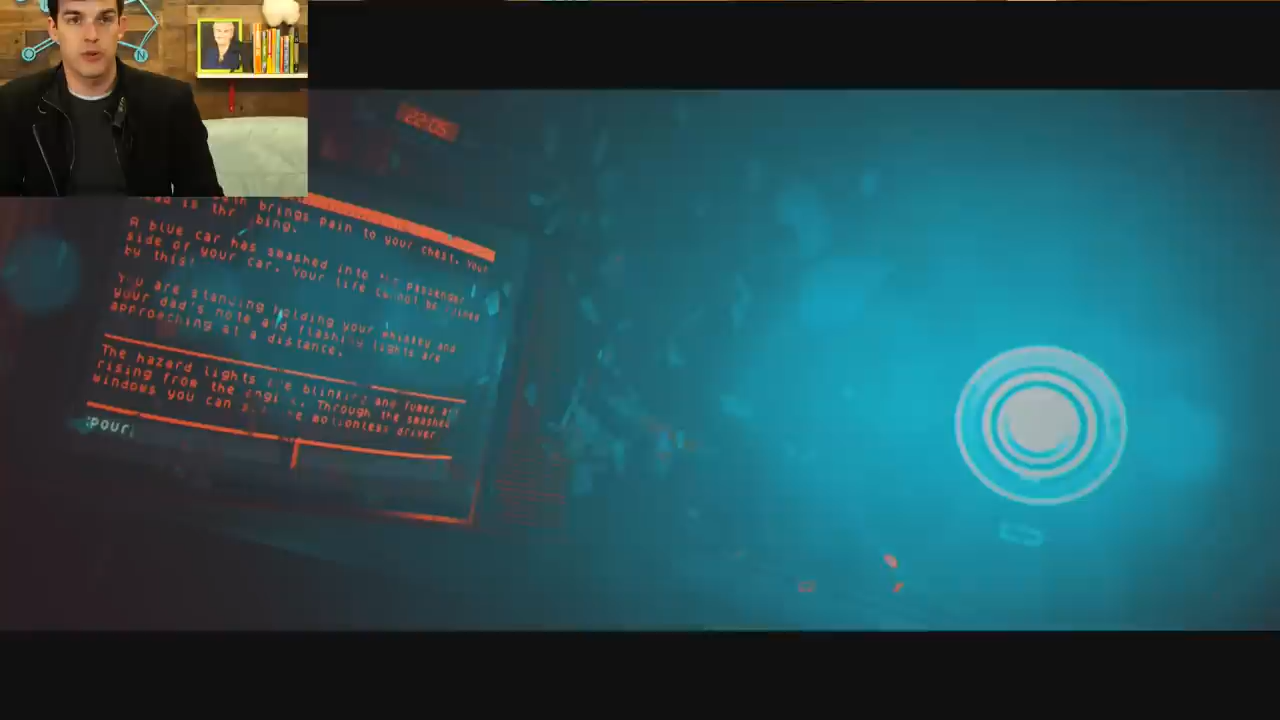 22:05
brings pain to your chest. Your
A blue car has smashed into passenger
side of your car. Your life cannot be ruined
by this!
You are standing holding your whiskey and
your dad's note and flashing lights are
approaching at a distance.
The hazard lights are blinking and fumes are
rising from the engine. Through the smashed
windows you can motionless driver
:pour
N